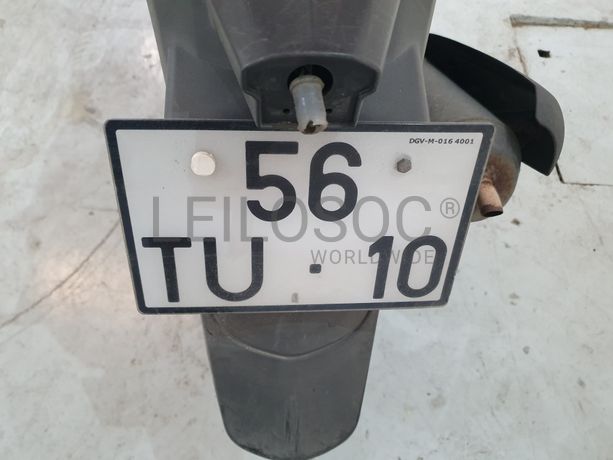 DGV-M-016 4001
56
LEILOSOC®
WORLDWIDE
TU · 10